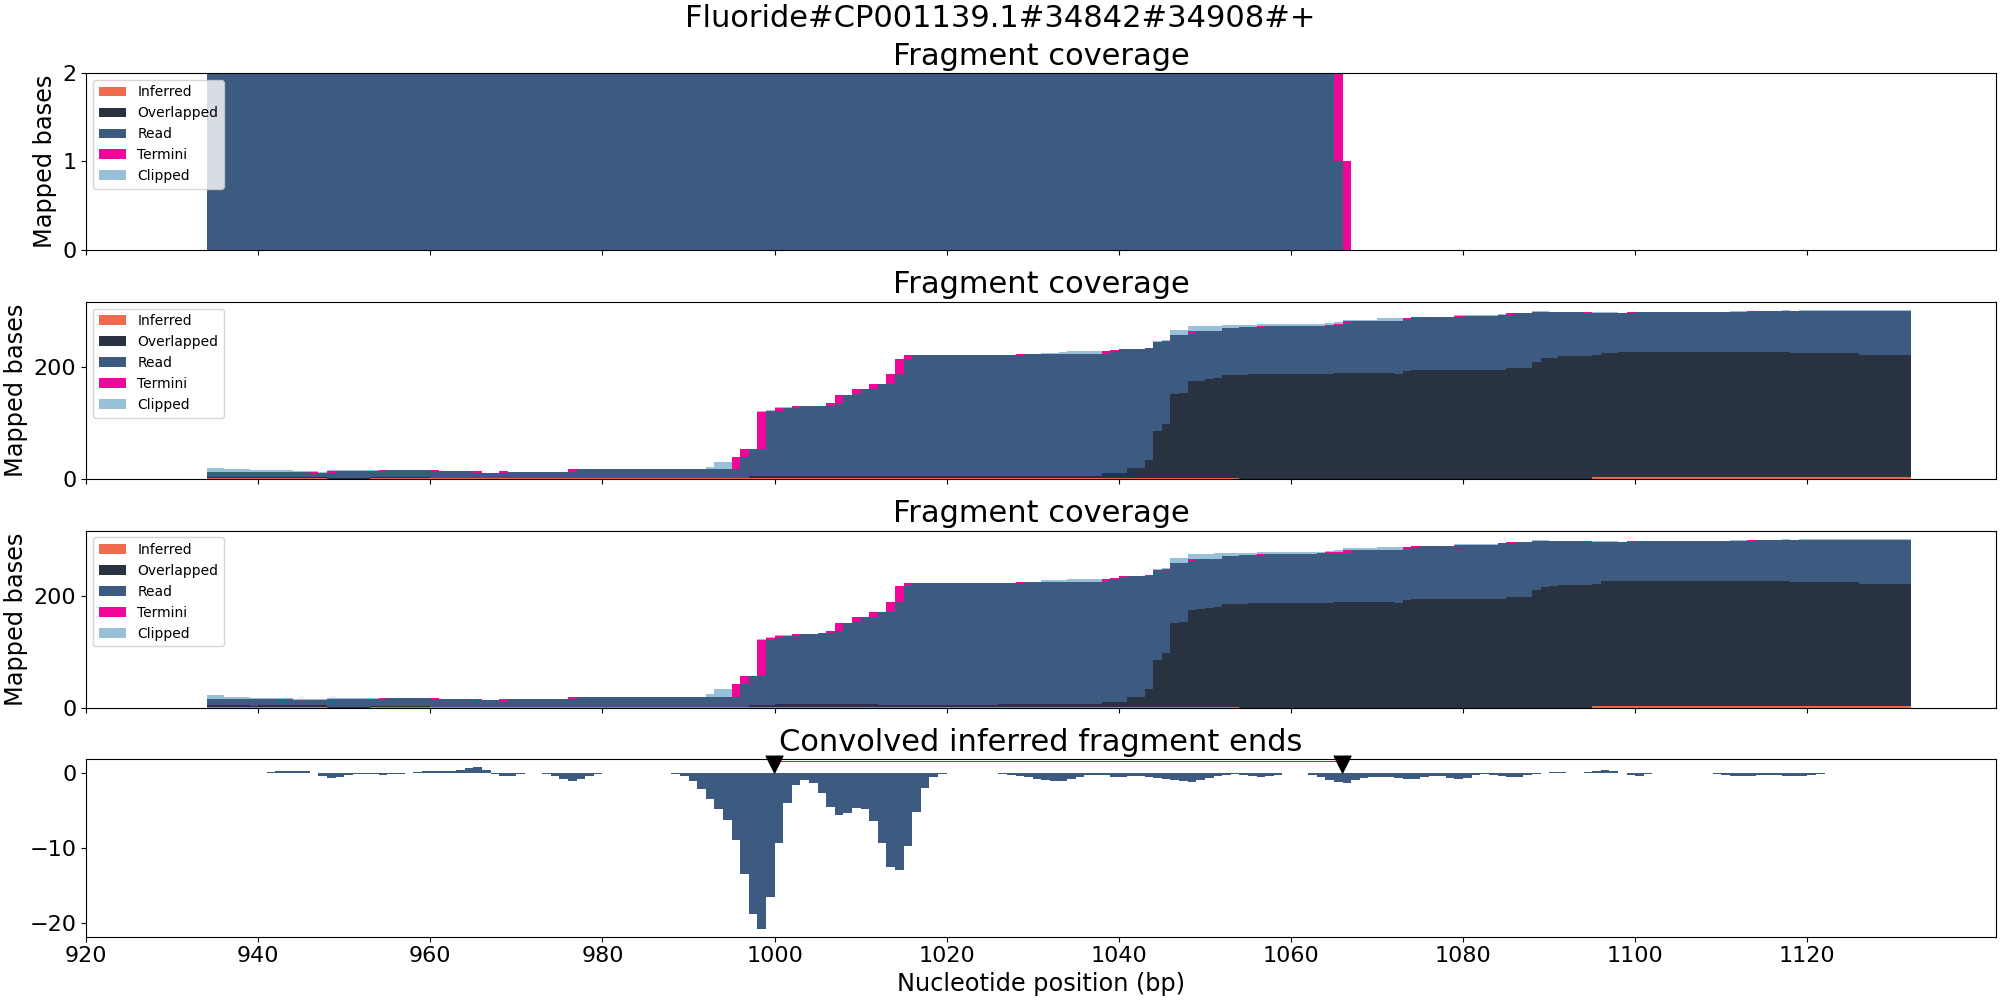 Fluoride#CP001139.1#34842#34908#+
Fragment coverage
Mapped bases
2
1
0
Inferred
Overlapped
Read
Termini
Clipped
Fragment coverage
Mapped bases
200
0
Inferred
Overlapped
Read
Termini
Clipped
Fragment coverage
Mapped bases
200
0
Inferred
Overlapped
Read
Termini
Clipped
Convolved inferred fragment ends
0
−10
−20
920 940 960 980 1000 1020 1040 1060 1080 1100 1120
Nucleotide position (bp)